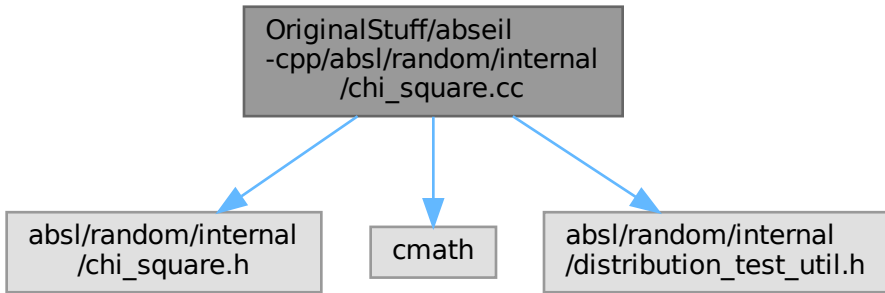 OriginalStuff/abseil
-cpp/absl/random/internal
/chi_square.cc
absl/random/internal
/chi_square.h
cmath
absl/random/internal
/distribution_test_util.h